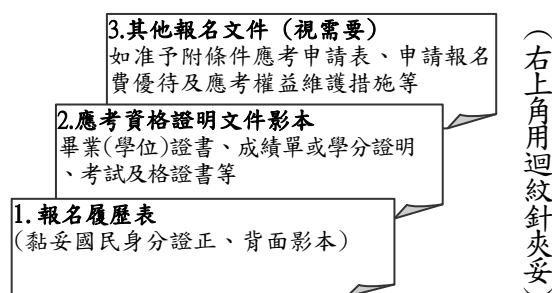 3.其他報名文件（視需要）
如准予附條件應考申請表、申請報名
費優待及應考權益維護措施等
2.應考資格證明文件影本
畢業(學位)證書、成績單或學分證明
、考試及格證書等
1.報名履歷表
(黏妥國民身分證正、背面影本)
（右上角用迴紋針夾妥）